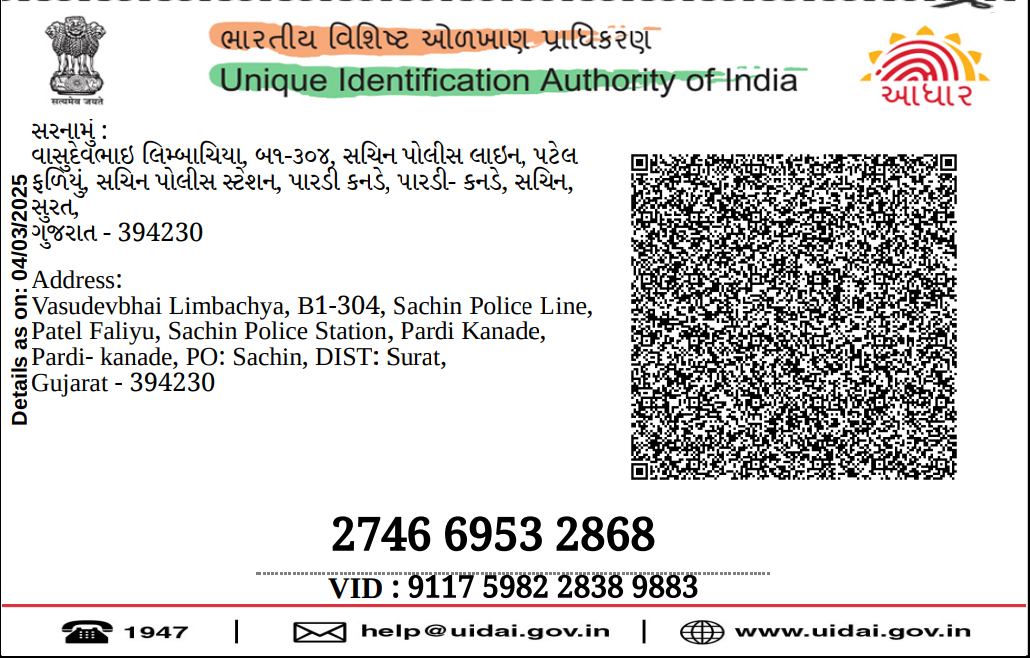 ભારતીય વિશિષ્ટ ઓળખાણ પ્રાધિકરણ
Unique Identification Authority of India
सत्यमेव जयते
આધાર
સરનામું :
વાસુદેવભાઇ લિમ્બાચિયા, બ૧-૩૦૪, સચિન પોલીસ લાઇન, પટેલ
ફળિયું, સચિન પોલીસ સ્ટેશન, પારડી કનડે, પારડી- કનડે, સચિન,
સુરત,
ગુજરાત - 394230
Details as on: 04/03/2025
Address:
Vasudevbhai Limbachya, B1-304, Sachin Police Line,
Patel Faliyu, Sachin Police Station, Pardi Kanade,
Pardi- kanade, PO: Sachin, DIST: Surat,
Gujarat - 394230
2746 6953 2868
VID : 9117 5982 2838 9883
1947 | help@uidai.gov.in | www.uidai.gov.in